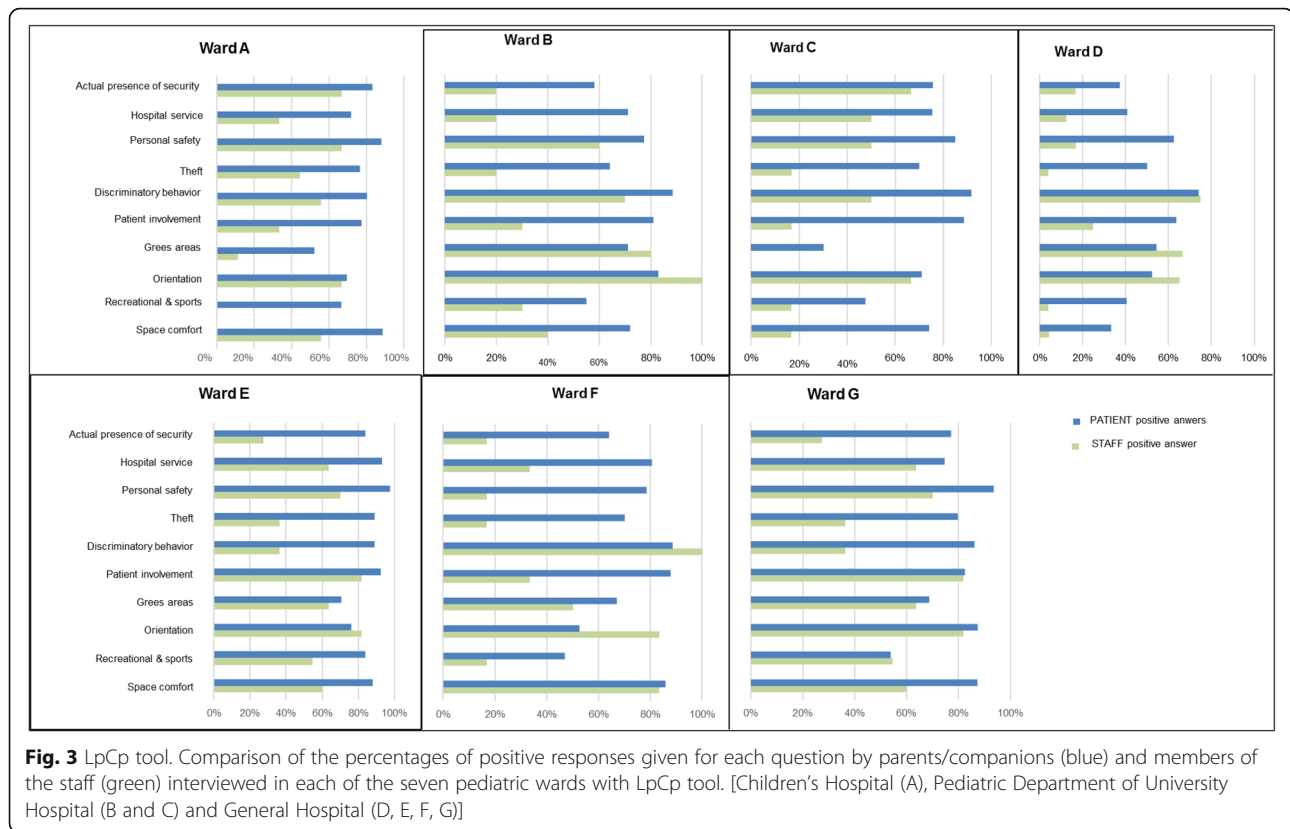 Ward A
Ward B
Ward C
Ward D
Actual presence of security
Hospital service
Personal safety
Theft
Discriminatory behavior
Patient involvement
Grees areas
Orientation
Recreational & sports
Space comfort
0% 20% 40% 60% 80% 100%
0% 20% 40% 60% 80% 100%
0% 20% 40% 60% 80% 100%
0% 20% 40% 60% 80% 100%
Ward E
Ward F
Ward G
Actual presence of security
Hospital service
Personal safety
Theft
Discriminatory behavior
Patient involvement
Grees areas
Orientation
Recreational & sports
Space comfort
0% 20% 40% 60% 80% 100%
0% 20% 40% 60% 80% 100%
0% 20% 40% 60% 80% 100%
PATIENT positive anwers
STAFF positive answer
Fig. 3 LpCp tool. Comparison of the percentages of positive responses given for each question by parents/companions (blue) and members of
the staff (green) interviewed in each of the seven pediatric wards with LpCp tool. [Children's Hospital (A), Pediatric Department of University
Hospital (B and C) and General Hospital (D, E, F, G)]